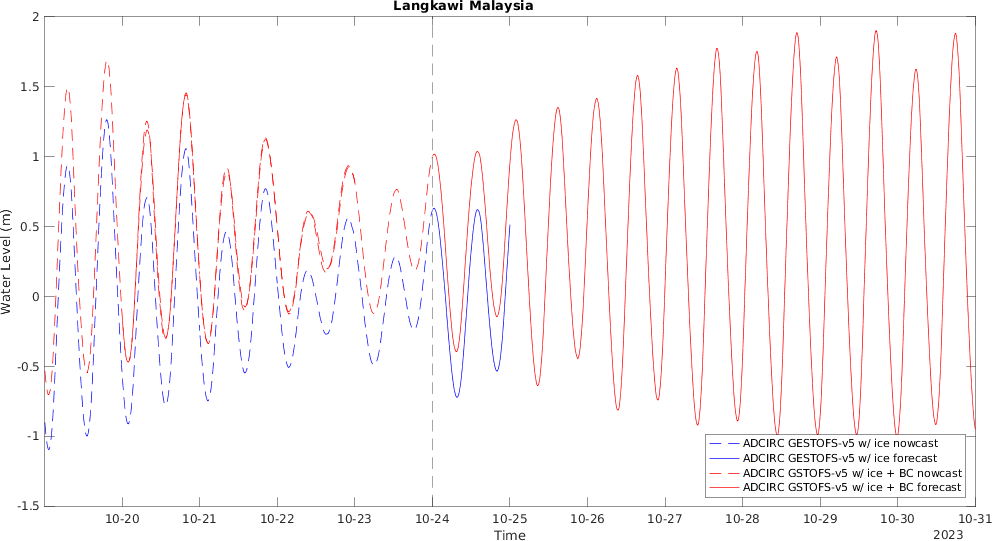 Langkawi Malaysia
2
1.5
1
0.5
0
-0.5
-1
-1.5
Water Level (m)
10-20 10-21 10-22 10-23 10-24 10-25 10-26 10-27 10-28 10-29 10-30 10-31
Time
2023
ADCIRC GESTOFS-v5 w/ ice nowcast
ADCIRC GESTOFS-v5 w/ ice forecast
ADCIRC GSTOFS-v5 w/ ice + BC nowcast
ADCIRC GSTOFS-v5 w/ ice + BC forecast